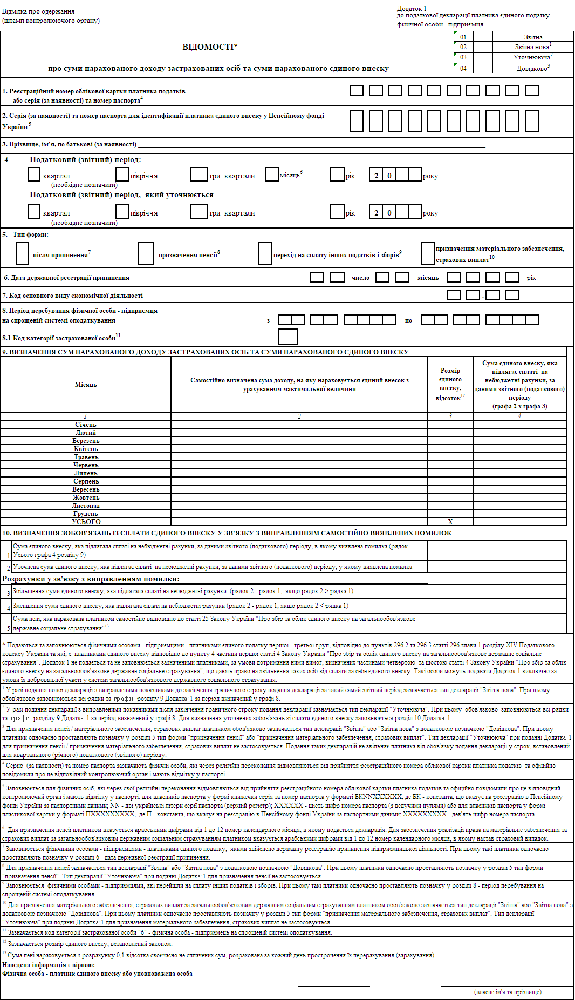 Відмітка про одержання
(штамп контролюючого органу)
Додаток 1
до податкової декларації платника єдиного податку -
фізичної особи - підприємця
ВІДОМОСТІ*
про суми нарахованого доходу застрахованих осіб та суми нарахованого єдиного внеску
01 Звітна
02 Звітна нова1
03 Уточнююча2
04 Довідково3
1. Реєстраційний номер облікової картки платника податків
або серія (за наявності) та номер паспорта4
2. Серія (за наявності) та номер паспорта для ідентифікації платника єдиного внеску у Пенсійному фонді
України 5
3. Прізвище, ім'я, по батькові (за наявності)
4 Податковий (звітний) період:
квартал півріччя три квартали місяць6 рік 2 0 року
(необхідне позначити)
Податковий (звітний) період, який уточнюється
квартал півріччя три квартали рік 2 0 року
(необхідне позначити)
5. Тип форми:
після припинення7 призначення пенсії8 перехід на сплату інших податків і зборів9 призначення матеріального забезпечення,
страхових виплат10
6. Дата державної реєстрації припинення число місяць рік
7. Код основного виду економічної діяльності .
8. Період перебування фізичної особи - підприємця
на спрощеній системі оподаткування з по
8.1 Код категорії застрахованої особи11
9. ВИЗНАЧЕННЯ СУМ НАРАХОВАНОГО ДОХОДУ ЗАСТРАХОВАНИХ ОСІБ ТА СУМИ НАРАХОВАНОГО ЄДИНОГО ВНЕСКУ
Місяць
Самостійно визначена сума доходу, на яку нараховується єдиний внесок з
урахуванням максимальної величини
Розмір
єдиного
внеску,
відсоток12
Сума єдиного внеску, яка
підлягає сплаті на
небюджетні рахунки, за
даними звітного (податкового)
періоду
(графа 2 х графа 3)
1 2 3 4
Січень
Лютий
Березень
Квітень
Травень
Червень
Липень
Серпень
Вересень
Жовтень
Листопад
Грудень
УСЬОГО Х
10. ВИЗНАЧЕННЯ ЗОБОВ'ЯЗАНЬ ІЗ СПЛАТИ ЄДИНОГО ВНЕСКУ У ЗВ'ЯЗКУ З ВИПРАВЛЕННЯМ САМОСТІЙНО ВИЯВЛЕНИХ ПОМИЛОК
Сума єдиного внеску, що підлягала сплаті на небюджетні рахунки, за даними звітного (податкового) періоду, в якому виявлена помилка (рядок
1 Усього графа 4 розділу 9)
2 Уточнена сума єдиного внеску, яка підлягає сплаті на небюджетні рахунки, за даними звітного (податкового) періоду, у якому виявлена помилка
Розрахунки у зв'язку з виправленням помилки:
3 Збільшення суми єдиного внеску, яка підлягала сплаті на небюджетні рахунки (рядок 2 - рядок 1, якщо рядок 2 > рядка 1)
4 Зменшення суми єдиного внеску, яка підлягала сплаті на небюджетні рахунки (рядок 2 - рядок 1, якщо рядок 2 < рядка 1)
Сума пені, яка нарахована платником самостійно відповідно до статті 25 Закону України "Про збір та облік єдиного внеску на загальнообов'язкове
5 державне соціальне страхування"13
* Подаються та заповнюються фізичними особами - підприємцями - платниками єдиного податку першої - третьої груп, відповідно до пунктів 296.2 та 296.3 статті 296 глави 1 розділу XIV Податкового
кодексу України та які, є платниками єдиного внеску відповідно до пункту 4 частини першої статті 4 Закону України "Про збір та облік єдиного внеску на загальнообов'язкове державне соціальне
страхування". Додаток 1 не подається та не заповнюється зазначеними платниками, за умови дотримання ними вимог, визначених частинами четвертою та шостою статті 4 Закону України "Про збір та облік
єдиного внеску на загальнообов'язкове державне соціальне страхування", що дають право на звільнення таких осіб від сплати за себе єдиного внеску. Такі особи можуть подавати Додаток 1 виключно за
умови їх добровільної участі у системі загальнообов'язкового державного соціального страхування.
1 У разі подання нової декларації з виправленими показниками до закінчення граничного строку подання декларації за такий самий звітний період зазначається тип декларації "Звітна нова". При цьому
обов'язково заповнюються всі рядки та графи розділу 9 Додатка 1 за період визначений у графі 8.
2 У разі подання декларації з виправленими показниками після закінчення граничного строку подання декларації зазначається тип декларації "Уточнююча". При цьому обов'язково заповнюються всі рядки
та графи розділу 9 Додатка 1 за період визначений у графі 8. Для визначення уточнених зобов'язань зі сплати єдиного внеску заповнюється розділ 10 Додатка 1.
3 Для призначення пенсії / матеріального забезпечення, страхових виплат платником обов'язково зазначається тип декларації "Звітна" або "Звітна нова" з додатковою позначкою "Довідкова". При цьому
платники одночасно проставляють позначку у розділі 5 тип форми "призначення пенсії" або "призначення матеріального забезпечення, страхових виплат". Тип декларації "Уточнююча" при поданні Додатка 1
для призначення пенсії / призначення матеріального забезпечення, страхових виплат не застосовується. Подання таких декларацій не звільняє платника від обов'язку подання декларації у строк, встановлений
для квартального (річного) податкового (звітного) періоду.
4 Серію (за наявності) та номер паспорта зазначають фізичні особи, які через релігійні переконання відмовляються від прийняття реєстраційного номера облікової картки платника податків та офіційно
повідомили про це відповідний контролюючий орган і мають відмітку у паспорті.
5 Заповнюється для фізичних осіб, які через свої релігійні переконання відмовляються від прийняття реєстраційного номера облікової картки платника податків та офіційно повідомили про це відповідний
контролюючий орган і мають відмітку у паспорті: для власників паспорта у формі книжечки серія та номер паспорта у форматі БКNNXXXXXX, де БК - константа, що вказує на реєстрацію в Пенсійному
фонді України за паспортними даними; NN - дві українські літери серії паспорта (верхній регістр); XXXXXX - шість цифр номера паспорта (з ведучими нулями) або для власників паспорта у формі
пластикової картки у форматі ПХХХХХХХХХ, де П - константа, що вказує на реєстрацію в Пенсійному фонді України за паспортними даними; ХХХХХХХХХ - дев'ять цифр номера паспорта.
6 Для призначення пенсії платником вказується арабськими цифрами від 1 до 12 номер календарного місяця, в якому подається декларація. Для забезпечення реалізації права на матеріальне забезпечення та
страхових виплат за загальнообов'язковим державним соціальним страхуванням платником вказується арабськими цифрами від 1 до 12 номер календарного місяця, в якому настав страховий випадок.
7 Заповнюється фізичними особами - підприємцями - платниками єдиного податку, якими здійснено державну реєстрацію припинення підприємницької діяльності. При цьому такі платники одночасно
проставляють позначку у розділі 6 - дата державної реєстрації припинення.
8 Для призначення пенсії зазначається тип декларації "Звітна" або "Звітна нова" з додатковою позначкою "Довідкова". При цьому платники одночасно проставляють позначку у розділі 5 тип форми
"призначення пенсії". Тип декларації "Уточнююча" при поданні Додатка 1 для призначення пенсії не застосовується.
9 Заповнюється фізичними особами - підприємцями, які перейшли на сплату інших податків і зборів. При цьому такі платники одночасно проставляють позначку у розділі 8 - період перебування на
спрощеній системі оподаткування.
10 Для призначення матеріального забезпечення, страхових виплат за загальнообов'язковим державним соціальним страхуванням платником обов'язково зазначається тип декларації "Звітна" або "Звітна нова" з
додатковою позначкою "Довідкова". При цьому платники одночасно проставляють позначку у розділі 5 тип форми "призначення матеріального забезпечення, страхових виплат". Тип декларації
"Уточнююча" при поданні Додатка 1 для призначення матеріального забезпечення, страхових виплат не застосовується.
11 Зазначається код категорії застрахованої особи "6" - фізична особа - підприємець на спрощеній системі оподаткування.
12 Зазначається розмір єдиного внеску, встановлений законом.
13 Сума пені нараховується з розрахунку 0,1 відсотка своєчасно не сплачених сум, розрахована за кожний день прострочення їх перерахування (зарахування).
Наведена інформація є вірною:
Фізична особа - платник єдиного внеску або уповноважена особа
(власне ім'я та прізвище)